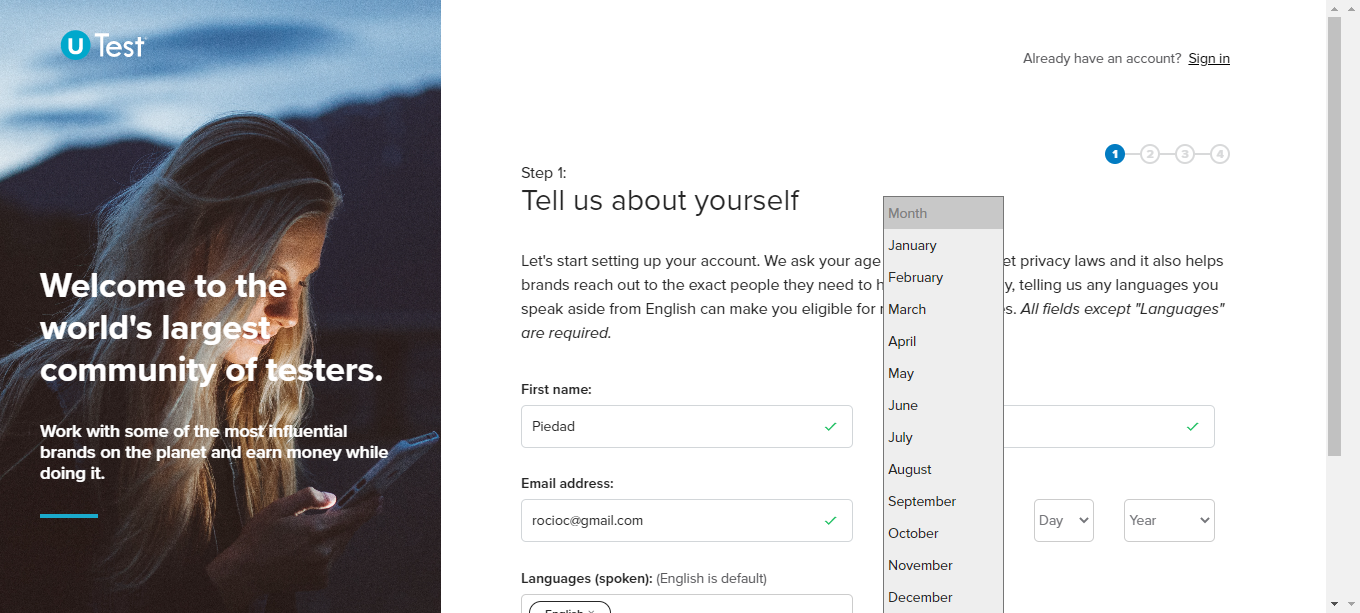 U Test
Already have an account? Sign in
1 2 3 4
Step 1:
Tell us about yourself
Welcome to the
world's largest
community of testers.
Work with some of the most influential
brands on the planet and earn money while
doing it.
Let's start setting up your account. We ask your age
et privacy laws and it also helps
brands reach out to the exact people they need to
y, telling us any languages you
speak aside from English can make you eligible for
s. All fields except "Languages"
are required.
First name:
Piedad
Email address:
rocioc@gmail.com
Month
January
February
March
April
May
June
July
August
September
October
November
December
Day
Year
Languages (spoken): (English is default)
English ×